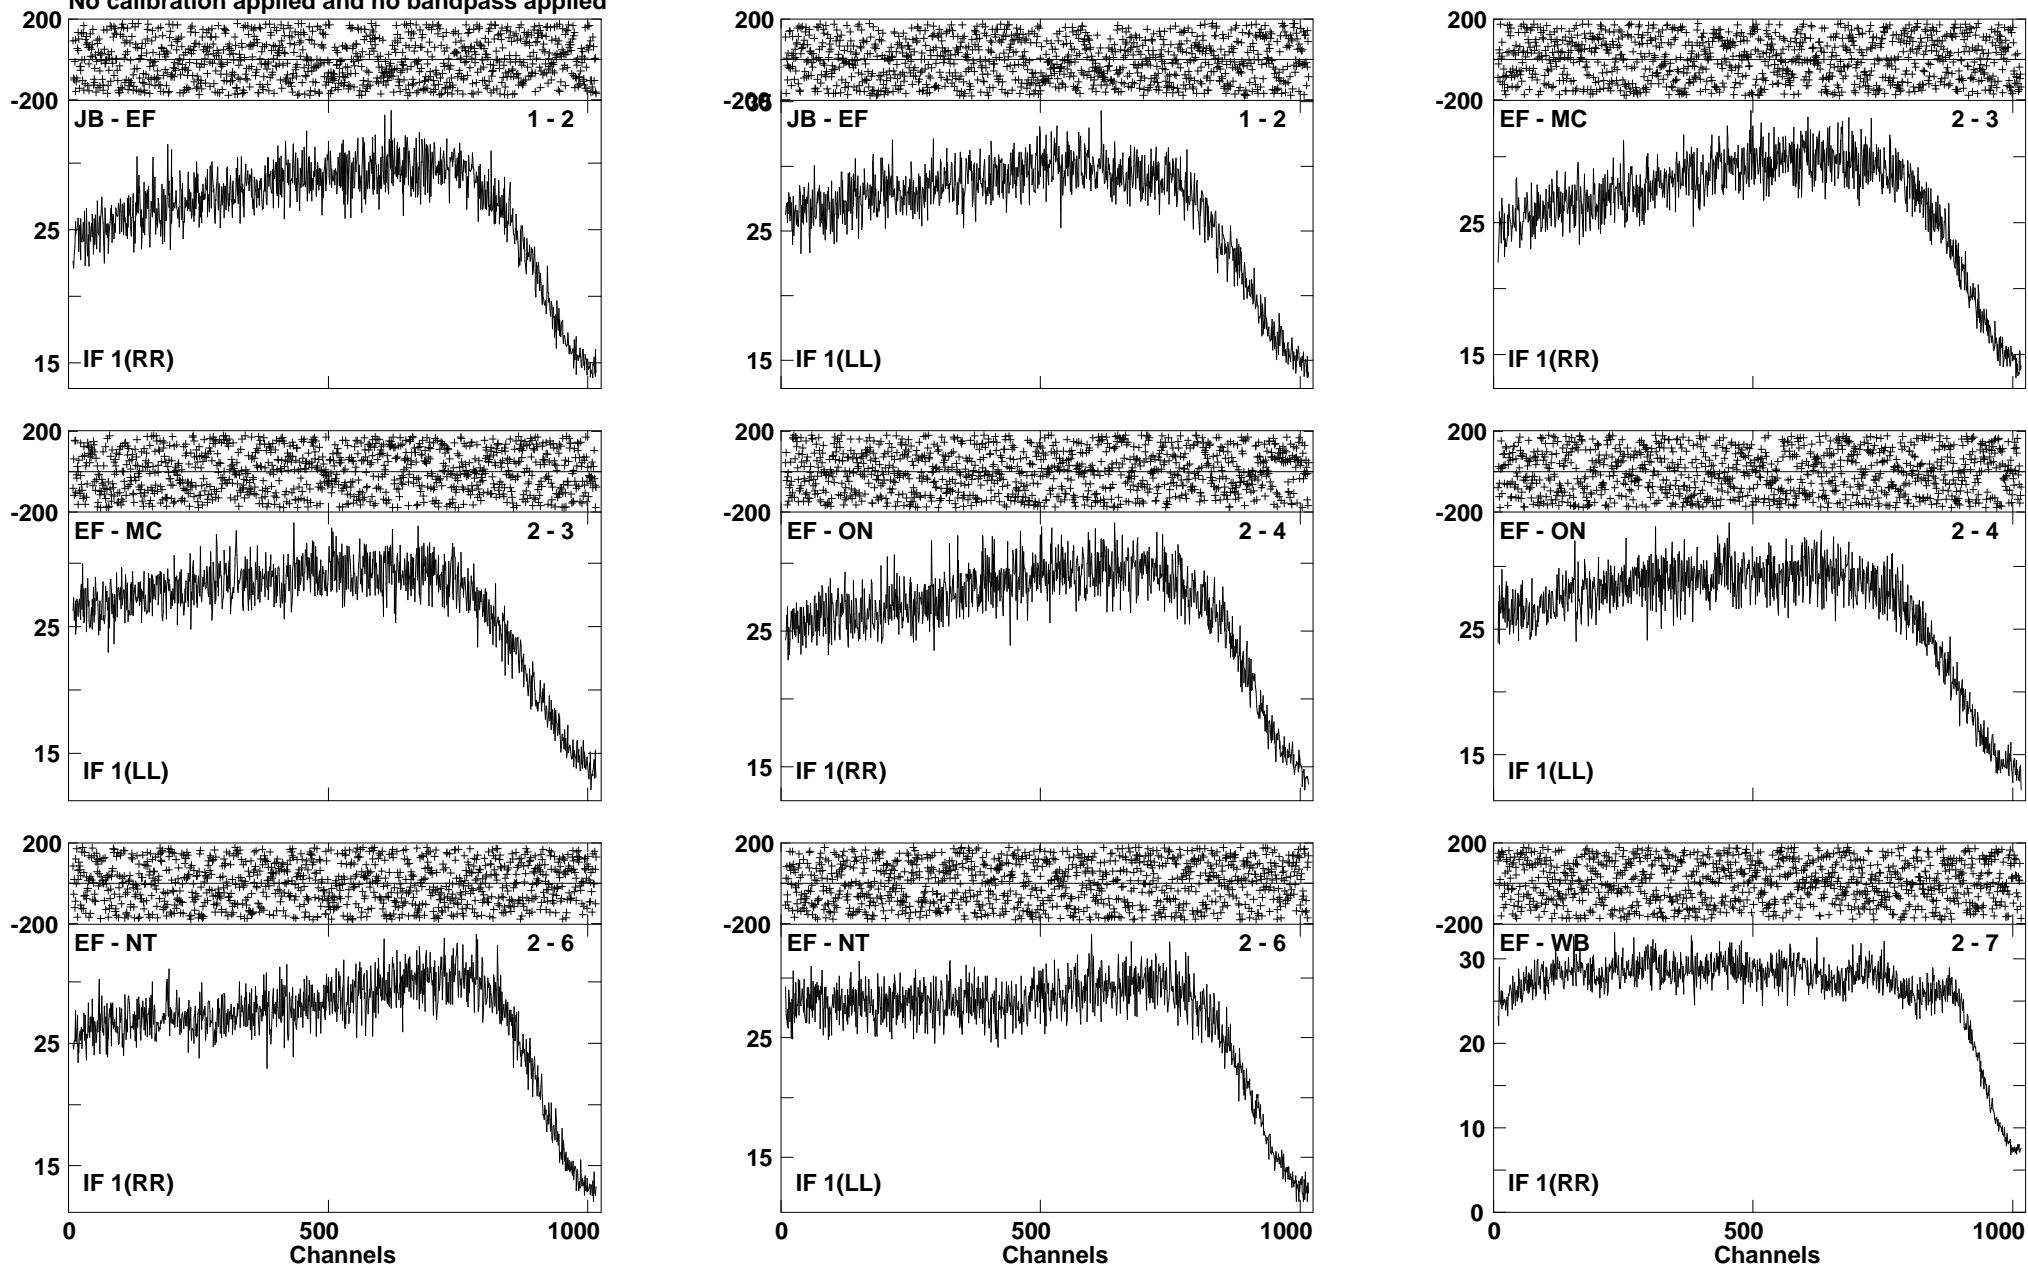 No calibration applied and no bandpass applied
200
-200
JB - EF 1 - 2
25
15
IF 1(RR)
200
-200
35
JB - EF 1 - 2
25
15
IF 1(LL)
200
-200
EF - MC 2 - 3
25
15
IF 1(RR)
200
-200
EF - MC 2 - 3
25
15
IF 1(LL)
200
-200
EF - ON 2 - 4
25
15
IF 1(RR)
200
-200
EF - ON 2 - 4
25
15
IF 1(LL)
200
-200
EF - NT 2 - 6
25
15
IF 1(RR)
0 500 1000
Channels
200
-200
EF - NT 2 - 6
25
15
IF 1(LL)
0 500 1000
Channels
200
-200
EF - WB 2 - 7
30
20
10
0
IF 1(RR)
0 500 1000
Channels